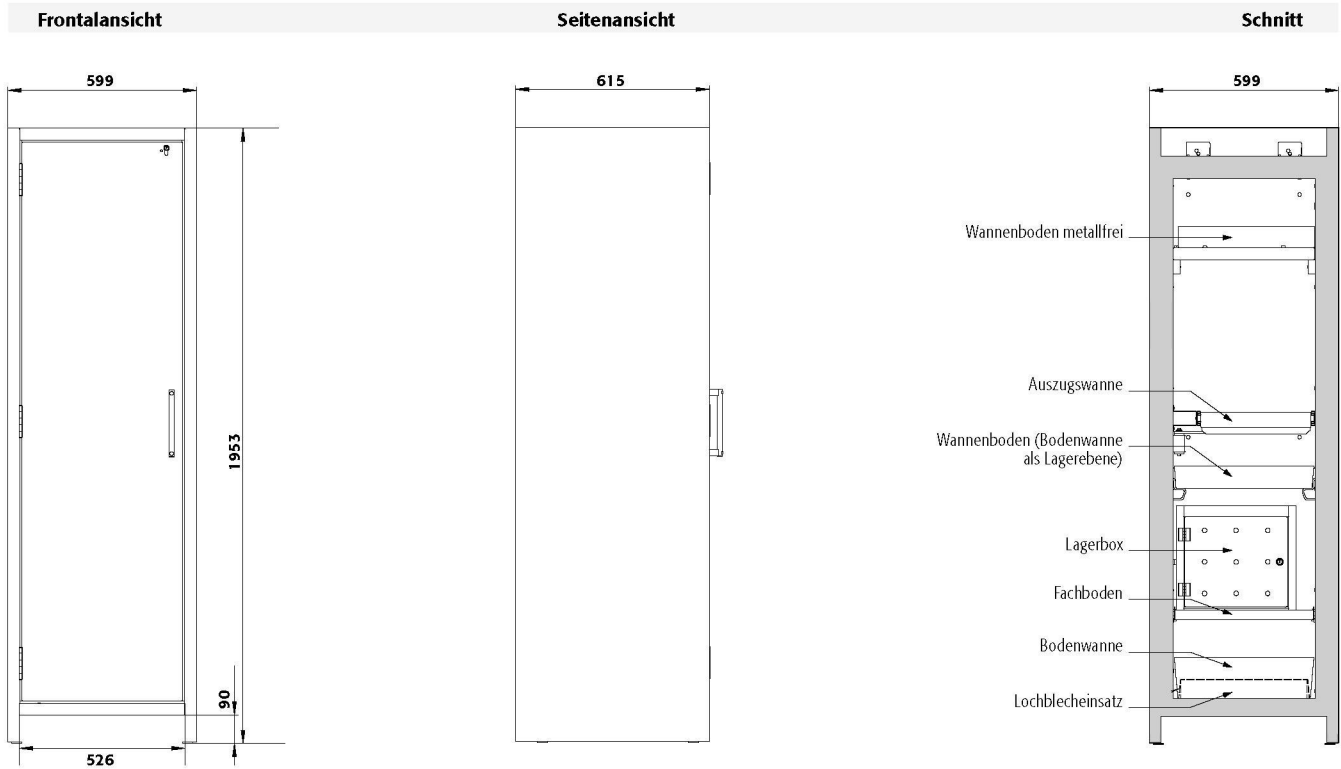 Frontalansicht
Seitenansicht
Schnitt
599
615
599
1953
90
526
Wannenboden metallfrei
Auszugswanne
Wannenboden (Bodenwanne
als Lagerebene)
Lagerbox
Fachboden
Bodenwanne
Lochblecheinsatz